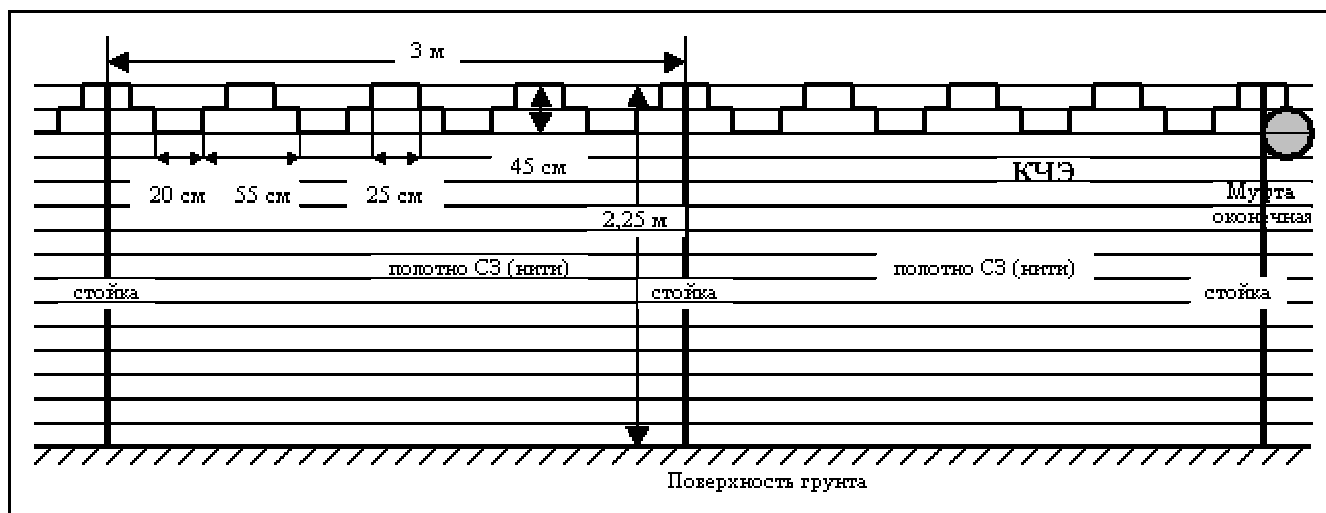 3 м
45 см
КЧЭ
20 см 55 см 25 см
Муфта
оконечная
2,25 м
полотно СЗ (нити) полотно СЗ (нити)
стойка стойка стойка
Поверхность грунта